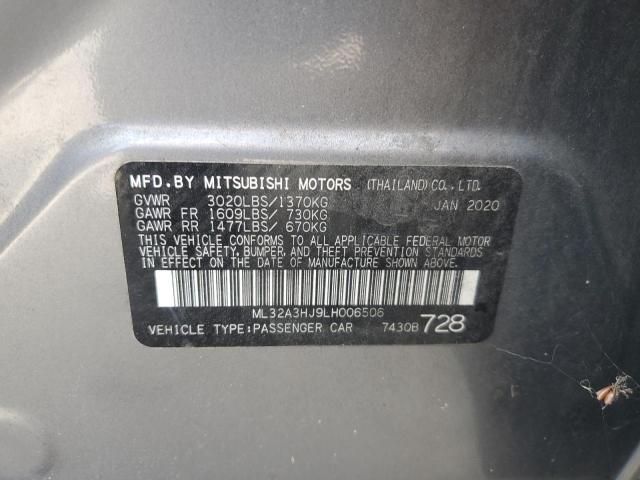 MFD.BY MITSUBISHI MOTORS (THAILAND)CO.,LTD.
GVWR 3020LBS/1370KG JAN 2020
GAWR FR 1609LBS/ 730KG
GAWR RR 1477LBS/ 670KG
THIS VEHICLE CONFORMS TO ALL APPLICABLE FEDERAL MOTOR
VEHICLE SAFETY, BUMPER, AND THEFT PREVENTION STANDARDS
IN EFFECT ON THE DATE OF MANUFACTURE SHOWN ABOVE.
ML32A3HJ9LH006506
VEHICLE TYPE:PASSENGER CAR 7430B 728